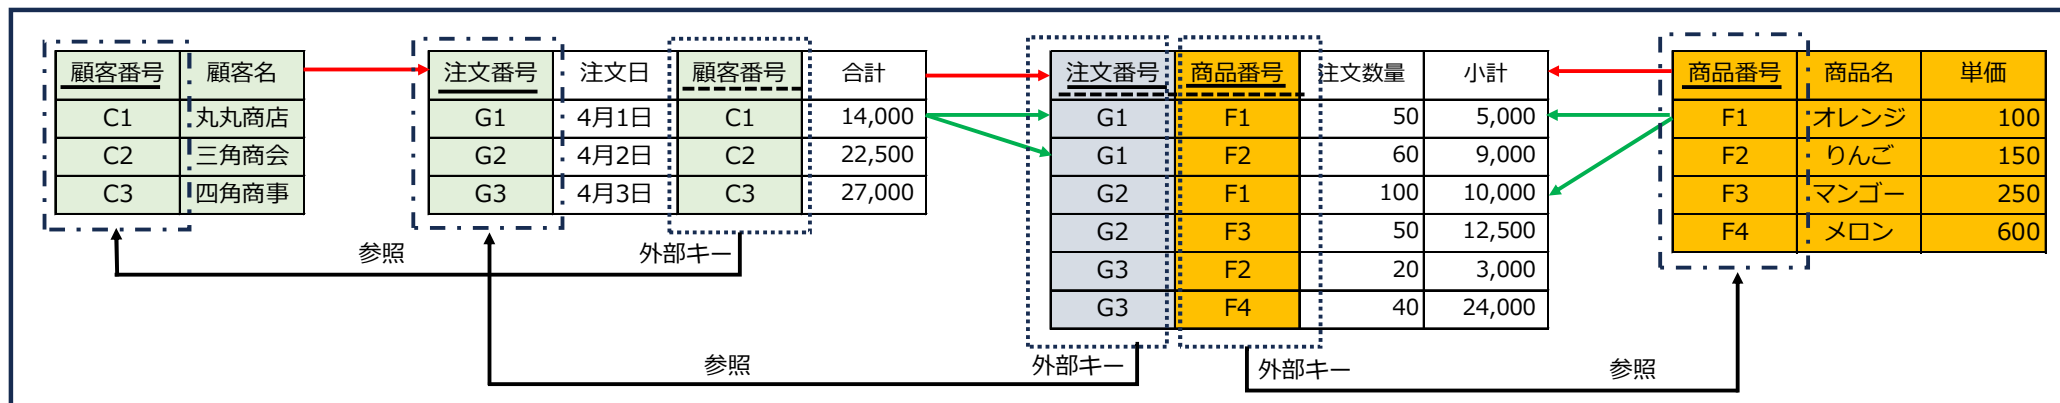 顧客番号 顧客名
C1 丸丸商店
C2 三角商会
C3 四角商事
注文番号 注文日 顧客番号 合計
G1 4月1日 C1 14,000
G2 4月2日 C2 22,500
G3 4月3日 C3 27,000
注文番号 商品番号 注文数量 小計
G1 F1 50 5,000
G1 F2 60 9,000
G2 F1 100 10,000
G2 F3 50 12,500
G3 F2 20 3,000
G3 F4 40 24,000
商品番号 商品名 単価
F1 オレンジ 100
F2 りんご 150
F3 マンゴー 250
F4 メロン 600
参照 外部キー
参照 外部キー 外部キー 参照